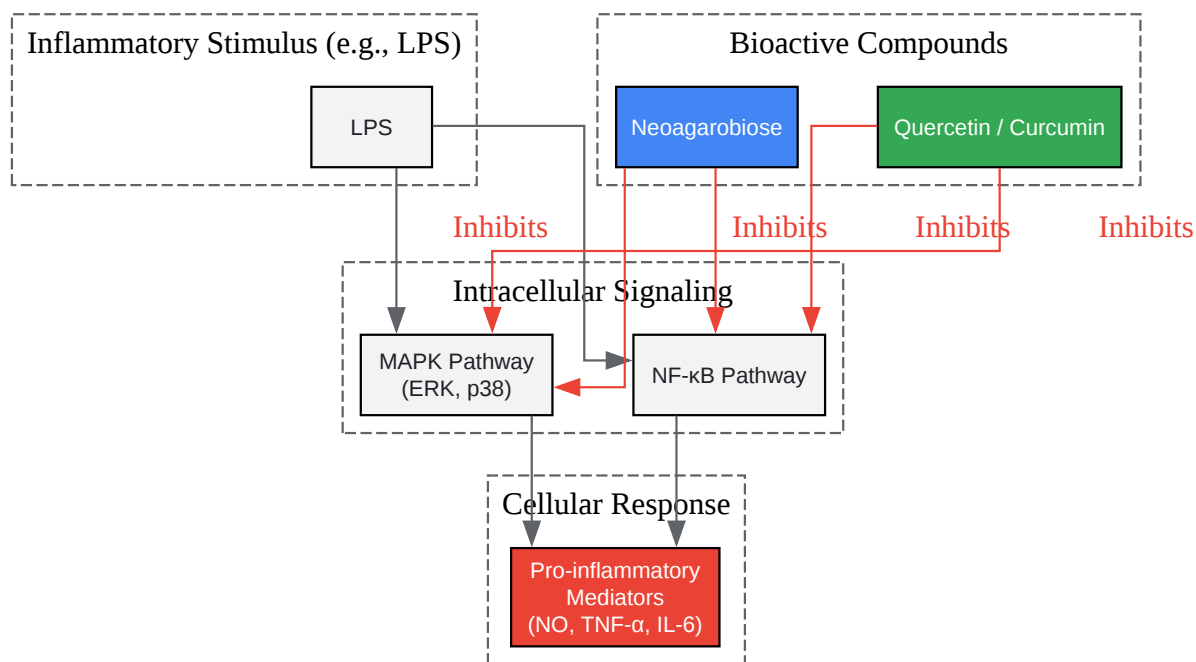 Inflammatory Stimulus (e.g., LPS)
Bioactive Compounds
LPS
Neoagarobiose
Quercetin / Curcumin
Inhibits
Inhibits
Inhibits
Inhibits
Intracellular Signaling
MAPK Pathway
(ERK, p38)
NF-κB Pathway
Cellular Response
Pro-inflammatory
Mediators
(NO, TNF-α, IL-6)